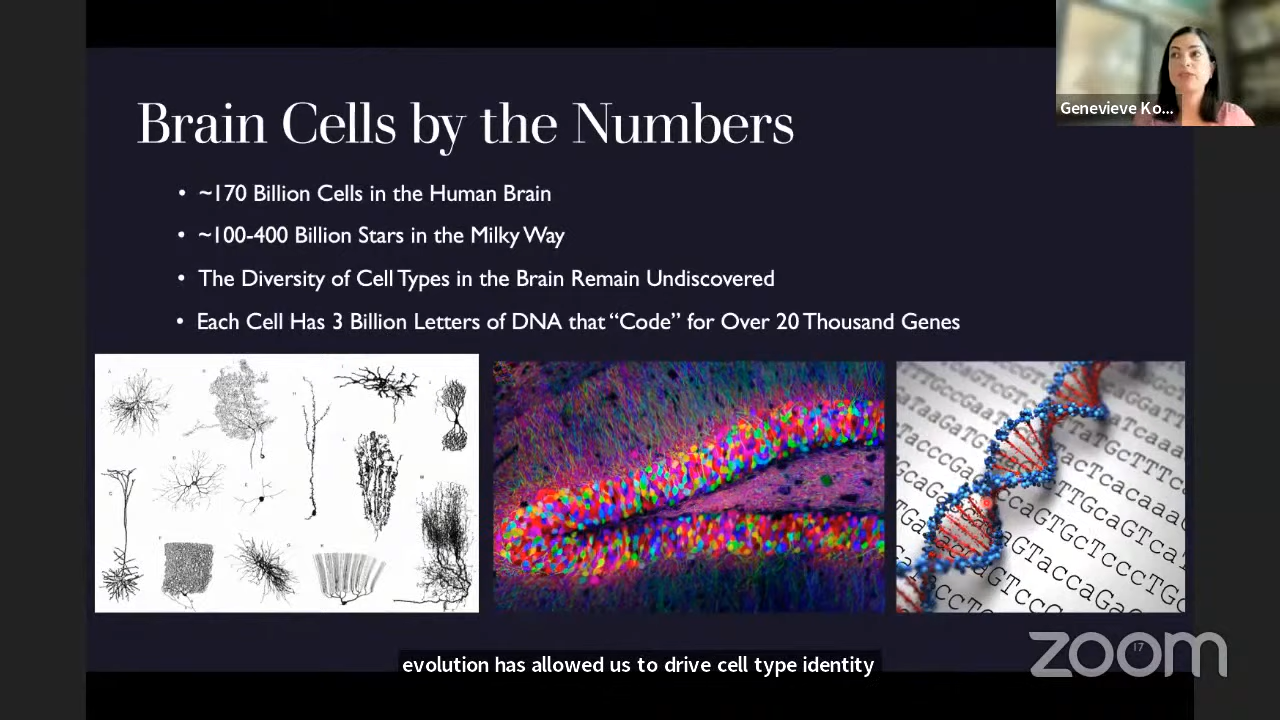 Genevieve Ko...
Brain Cells by the Numbers
• ~170 Billion Cells in the Human Brain
• ~100-400 Billion Stars in the Milky Way
• The Diversity of Cell Types in the Brain Remain Undiscovered
• Each Cell Has 3 Billion Letters of DNA that “Code” for Over 20 Thousand Genes
zoom
17
evolution has allowed us to drive cell type identity